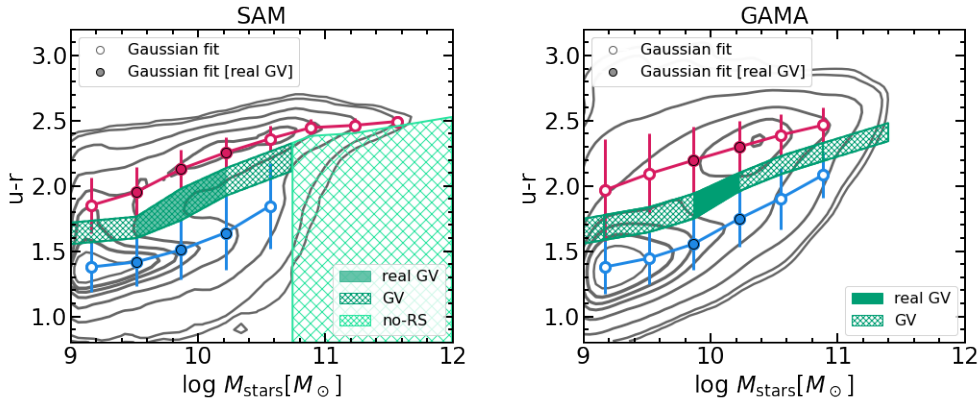 SAM
Gaussian fit
Gaussian fit [real GV]
3.0
2.5
2.0
1.5
1.0
u-r
real GV
GV
no-RS
9
10
11
12
log M_stars[M_⊙]
GAMA
Gaussian fit
Gaussian fit [real GV]
3.0
2.5
2.0
1.5
1.0
u-r
real GV
GV
9
10
11
12
log M_stars[M_⊙]